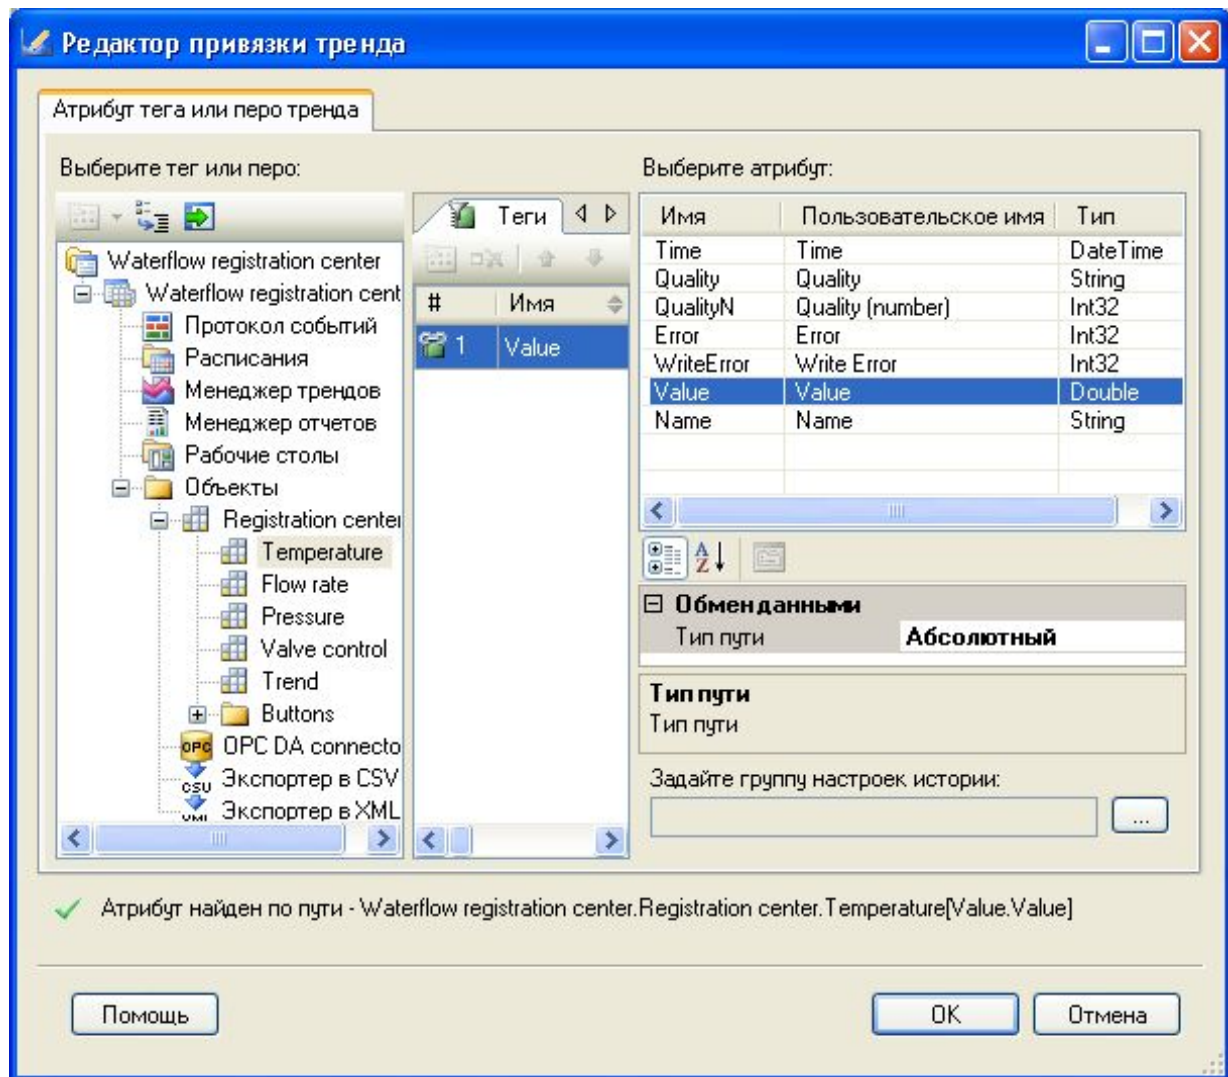 Редактор привязки тренда
Атрибут тега или перо тренда
Выберите тег или перо:
Waterflow registration center
Waterflow registration cent
Протокол событий
Расписания
Менеджер трендов
Менеджер отчетов
Рабочие столы
Объекты
Registration center
Temperature
Flow rate
Pressure
Valve control
Trend
Buttons
OPC OPC DA connecto
CSV Экспортер в CSV
XML Экспортер в XML
Теги
# Имя
1 Value
Выберите атрибут:
Имя Пользовательское имя Тип
Time Time DateTime
Quality Quality String
QualityN Quality (number) Int32
Error Error Int32
WriteError Write Error Int32
Value Value Double
Name Name String
A
Z
Обмен данными
Тип пути Абсолютный
Тип пути
Тип пути
Задайте группу настроек истории:
...
Атрибут найден по пути - Waterflow registration center.Registration center.Temperature[Value.Value]
Помощь OK Отмена